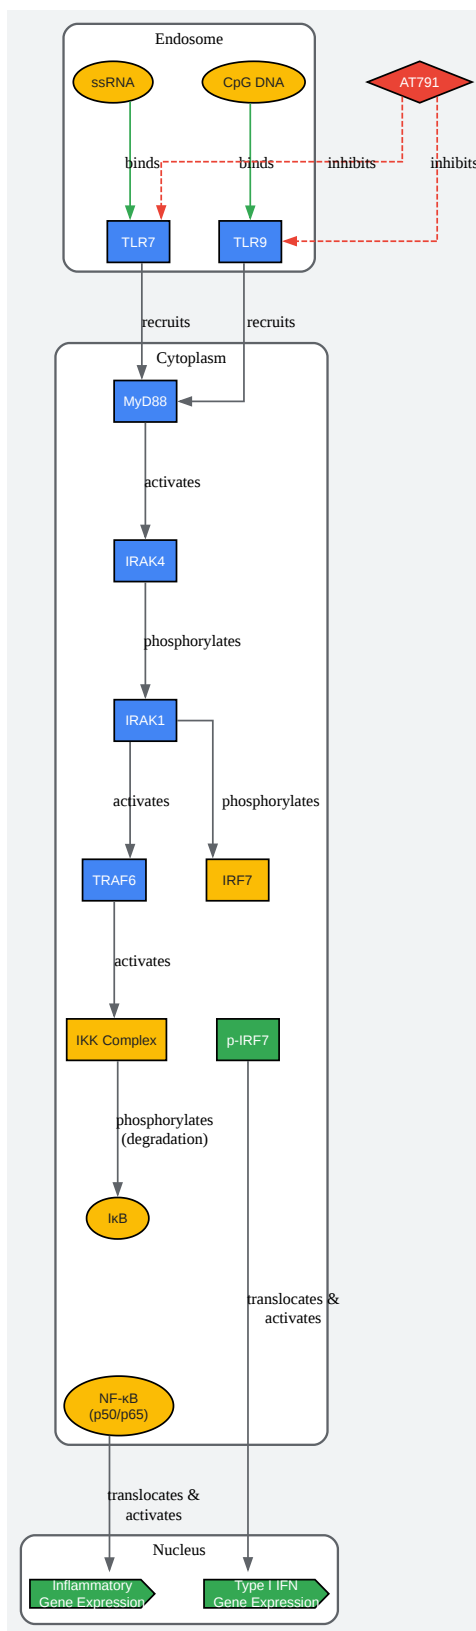 Endosome
ssRNA
CpG DNA
AT791
binds
binds
inhibits
inhibits
TLR7
TLR9
recruits
recruits
Cytoplasm
MyD88
activates
IRAK4
phosphorylates
IRAK1
activates
phosphorylates
TRAF6
IRF7
activates
IKK Complex
p-IRF7
phosphorylates
(degradation)
IκB
translocates &
activates
NF-κB
(p50/p65)
translocates &
activates
Nucleus
Inflammatory
Gene Expression
Type I IFN
Gene Expression